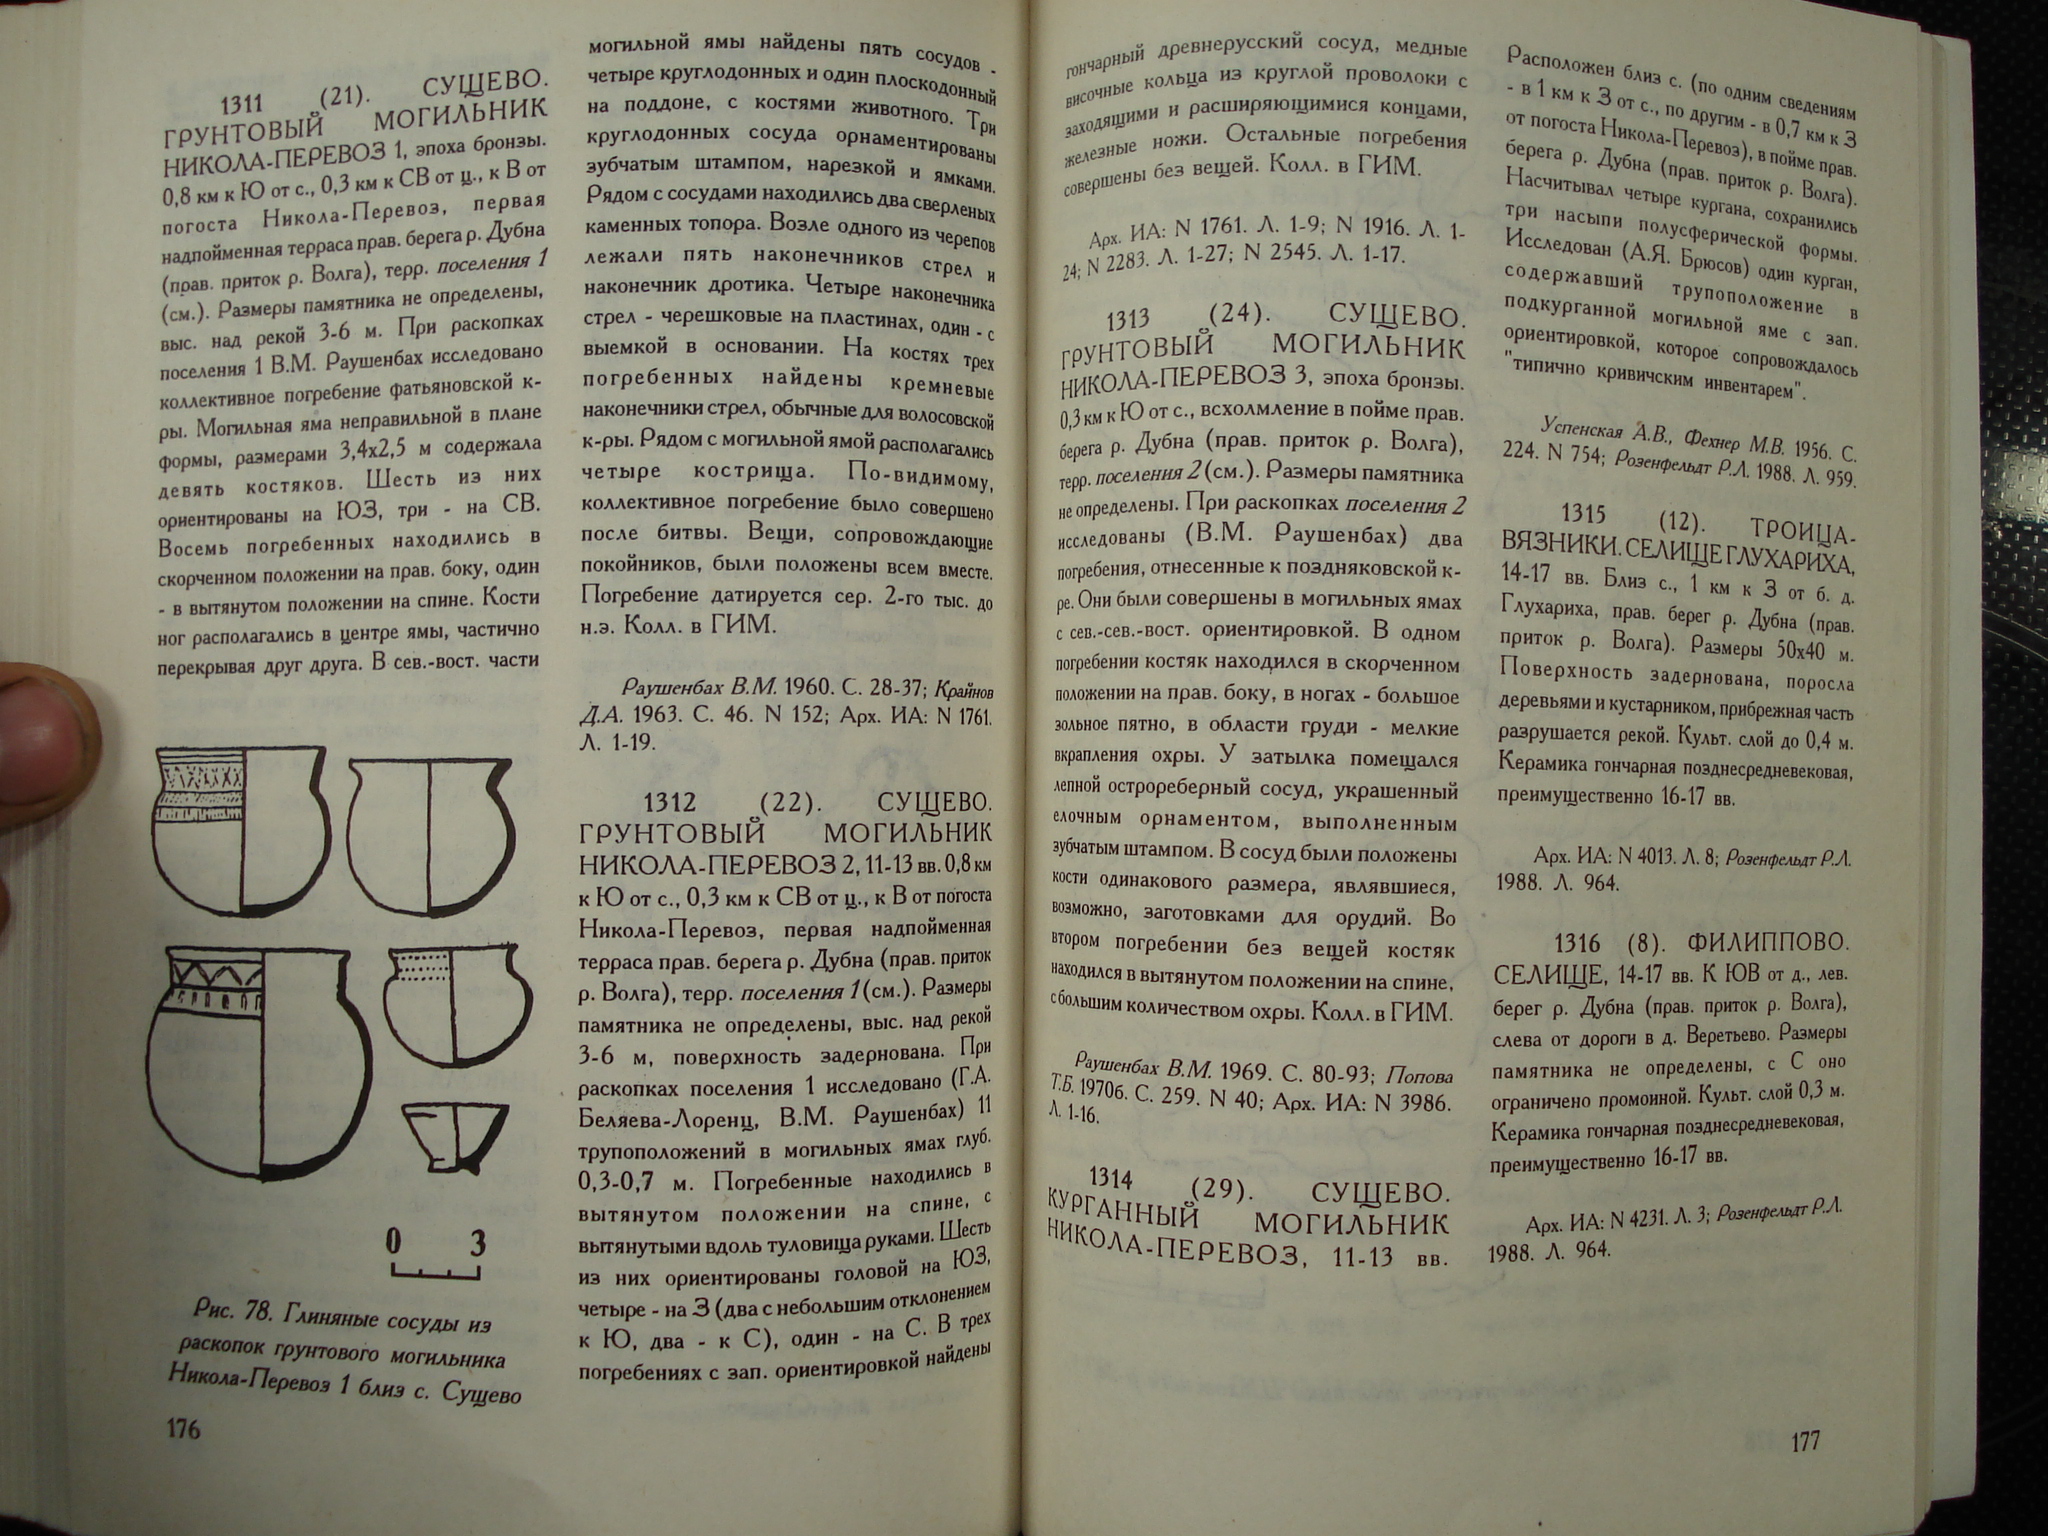 1311 (21). СУЩЕВО.
ГРУНТОВЫЙ МОГИЛЬНИК
НИКОЛА-ПЕРЕВОЗ 1, эпоха бронзы.
0,8 км к Ю от с., 0,3 км к СВ от ц., к В от
погоста Никола-Перевоз, первая
надпойменная терраса прав. берега р. Дубна
(прав. приток р. Волга), терр. поселения 1
(см.). Размеры памятника не определены,
выс. над рекой 3-6 м. При раскопках
поселения 1 В.М. Раушенбах исследовано
коллективное погребение фатьяновской к-
ры. Могильная яма неправильной в плане
формы, размерами 3,4х2,5 м содержала
девять костяков. Шесть из них
ориентированы на ЮЗ, три - на СВ.
Восемь погребенных находились в
скорченном положении на прав. боку, один
- в вытянутом положении на спине. Кости
ног располагались в центре ямы, частично
перекрывая друг друга. В сев.-вост. части
0 3
Рис. 78. Глиняные сосуды из
раскопок грунтового могильника
Никола-Перевоз 1 близ с. Сущево
176
могильной ямы найдены пять сосудов -
четыре круглодонных и один плоскодонный
на поддоне, с костями животного. Три
круглодонных сосуда орнаментированы
зубчатым штампом, нарезкой и ямками.
Рядом с сосудами находились два сверленых
каменных топора. Возле одного из черепов
лежали пять наконечников стрел и
наконечник дротика. Четыре наконечника
стрел - черешковые на пластинах, один - с
выемкой в основании. На костях трех
погребенных найдены кремневые
наконечники стрел, обычные для волосовской
к-ры. Рядом с могильной ямой располагались
четыре кострища. По-видимому,
коллективное погребение было совершено
после битвы. Вещи, сопровождающие
покойников, были положены всем вместе.
Погребение датируется сер. 2-го тыс. до
н.э. Колл. в ГИМ.
Раушенбах В.М. 1960. С. 28-37; Крайнов
Д.А. 1963. С. 46. N 152; Арх. ИА: N 1761.
Л. 1-19.
1312 (22). СУЩЕВО.
ГРУНТОВЫЙ МОГИЛЬНИК
НИКОЛА-ПЕРЕВОЗ 2, 11-13 вв. 0,8 км
к Ю от с., 0,3 км к СВ от ц., к В от погоста
Никола-Перевоз, первая надпойменная
терраса прав. берега р. Дубна (прав. приток
р. Волга), терр. поселения 1 (см.). Размеры
памятника не определены, выс. над рекой
3-6 м, поверхность задернована. При
раскопках поселения 1 исследовано (Г.А.
Беляева-Лоренц, В.М. Раушенбах) 11
трупоположений в могильных ямах глуб.
0,3-0,7 м. Погребенные находились в
вытянутом положении на спине, с
вытянутыми вдоль туловища руками. Шесть
из них ориентированы головой на ЮЗ,
четыре - на З (два с небольшим отклонением
к Ю, два - к С), один - на С. В трех
погребениях с зап. ориентировкой найдены
гончарный древнерусский сосуд, медные
височные кольца из круглой проволоки с
заходящими и расширяющимися концами,
железные ножи. Остальные погребения
совершены без вещей. Колл. в ГИМ.
Арх. ИА: N 1761. Л. 1-9; N 1916. Л. 1-
24; N 2283. Л. 1-27; N 2545. Л. 1-17.
1313 (24). СУЩЕВО.
ГРУНТОВЫЙ МОГИЛЬНИК
НИКОЛА-ПЕРЕВОЗ 3, эпоха бронзы.
0,3 км к Ю от с., всхолмление в пойме прав.
берега р. Дубна (прав. приток р. Волга),
терр. поселения 2 (см.). Размеры памятника
не определены. При раскопках поселения 2
исследованы (В.М. Раушенбах) два
погребения, отнесенные к поздняковской к-
ре. Они были совершены в могильных ямах
с сев.-сев.-вост. ориентировкой. В одном
погребении костяк находился в скорченном
положении на прав. боку, в ногах - большое
зольное пятно, в области груди - мелкие
вкрапления охры. У затылка помещался
лепной острореберный сосуд, украшенный
елочным орнаментом, выполненным
зубчатым штампом. В сосуд были положены
кости одинакового размера, являвшиеся,
возможно, заготовками для орудий. Во
втором погребении без вещей костяк
находился в вытянутом положении на спине,
с большим количеством охры. Колл. в ГИМ.
Раушенбах В.М. 1969. С. 80-93; Попова
Т.Б. 1970б. С. 259. N 40; Арх. ИА: N 3986.
Л. 1-16.
1314 (29). СУЩЕВО.
КУРГАННЫЙ МОГИЛЬНИК
НИКОЛА-ПЕРЕВОЗ, 11-13 вв.
Расположен близ с. (по одним сведениям
- в 1 км к З от с., по другим - в 0,7 км к З
от погоста Никола-Перевоз), в пойме прав.
берега р. Дубна (прав. приток р. Волга).
Насчитывал четыре кургана, сохранились
три насыпи полусферической формы.
Исследован (А.Я. Брюсов) один курган,
содержавший трупоположение в
подкурганной могильной яме с зап.
ориентировкой, которое сопровождалось
"типично кривичским инвентарем".
Успенская А.В., Фехнер М.В. 1956. С.
224. N 754; Розенфельдт Р.Л. 1988. Л. 959.
1315 (12). ТРОИЦА-
ВЯЗНИКИ. СЕЛИЩЕ ГЛУХАРИХА,
14-17 вв. Близ с., 1 км к З от б. д.
Глухариха, прав. берег р. Дубна (прав.
приток р. Волга). Размеры 50х40 м.
Поверхность задернована, поросла
деревьями и кустарником, прибрежная часть
разрушается рекой. Культ. слой до 0,4 м.
Керамика гончарная позднесредневековая,
преимущественно 16-17 вв.
Арх. ИА: N 4013. Л. 8; Розенфельдт Р.Л.
1988. Л. 964.
1316 (8). ФИЛИППОВО.
СЕЛИЩЕ, 14-17 вв. К ЮВ от д., лев.
берег р. Дубна (прав. приток р. Волга),
слева от дороги в д. Веретьево. Размеры
памятника не определены, с С оно
ограничено промоиной. Культ. слой 0,3 м.
Керамика гончарная позднесредневековая,
преимущественно 16-17 вв.
Арх. ИА: N 4231. Л. 3; Розенфельдт Р.Л.
1988. Л. 964.
177